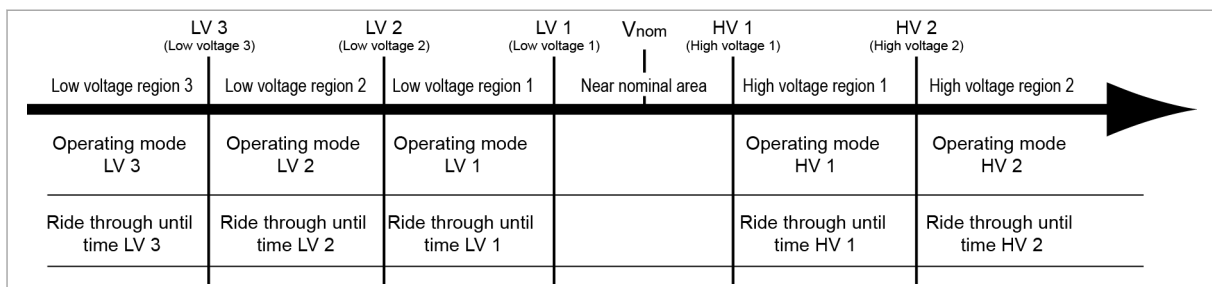 LV 3 LV 2 LV 1 Vnom HV 1 HV 2
(Low voltage 3) (Low voltage 2) (Low voltage 1) (High voltage 1) (High voltage 2)
Low voltage region 3 Low voltage region 2 Low voltage region 1 Near nominal area High voltage region 1 High voltage region 2
Operating mode Operating mode Operating mode Operating mode Operating mode
LV 3 LV 2 LV 1 HV 1 HV 2
Ride through until Ride through until Ride through until Ride through until Ride through until
time LV 3 time LV 2 time LV 1 time HV 1 time HV 2